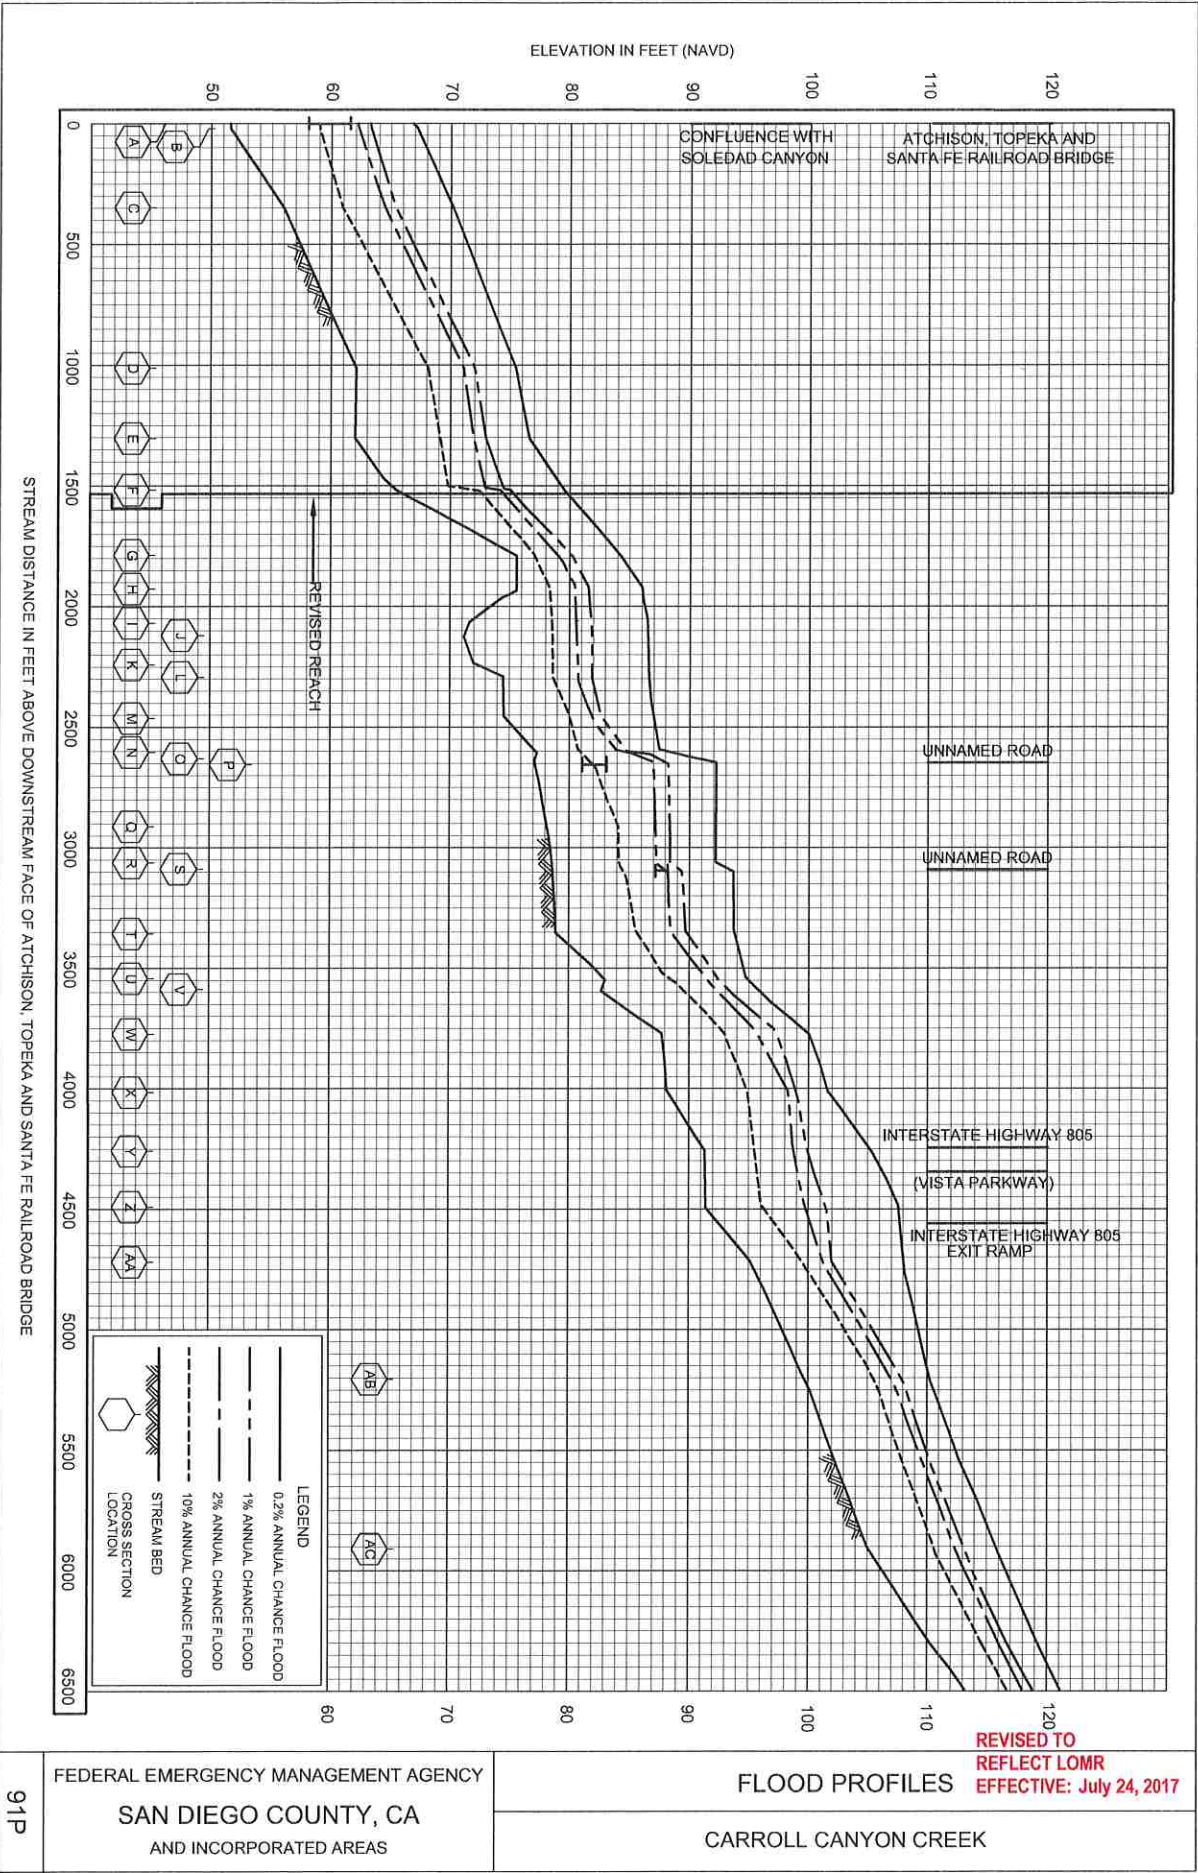 ELEVATION IN FEET (NAVD)
50
60
70
80
90
100
110
120
CONFLUENCE WITH
SOLEDAD CANYON
ATCHISON, TOPEKA AND
SANTA FE RAILROAD BRIDGE
UNNAMED ROAD
UNNAMED ROAD
INTERSTATE HIGHWAY 805
(VISTA PARKWAY)
INTERSTATE HIGHWAY 805
EXIT RAMP
REVISED REACH
0
500
1000
1500
2000
2500
3000
3500
4000
4500
5000
5500
6000
6500
A
B
C
D
E
F
G
H
I
J
K
L
M
N
O
P
Q
R
S
T
U
V
W
X
Y
Z
AA
AB
AC
STREAM DISTANCE IN FEET ABOVE DOWNSTREAM FACE OF ATCHISON, TOPEKA AND SANTA FE RAILROAD BRIDGE
LEGEND
0.2% ANNUAL CHANCE FLOOD
1% ANNUAL CHANCE FLOOD
2% ANNUAL CHANCE FLOOD
10% ANNUAL CHANCE FLOOD
STREAM BED
CROSS SECTION
LOCATION
60
70
80
90
100
110
120
REVISED TO
REFLECT LOMR
EFFECTIVE: July 24, 2017
FLOOD PROFILES
CARROLL CANYON CREEK
FEDERAL EMERGENCY MANAGEMENT AGENCY
SAN DIEGO COUNTY, CA
AND INCORPORATED AREAS
91P